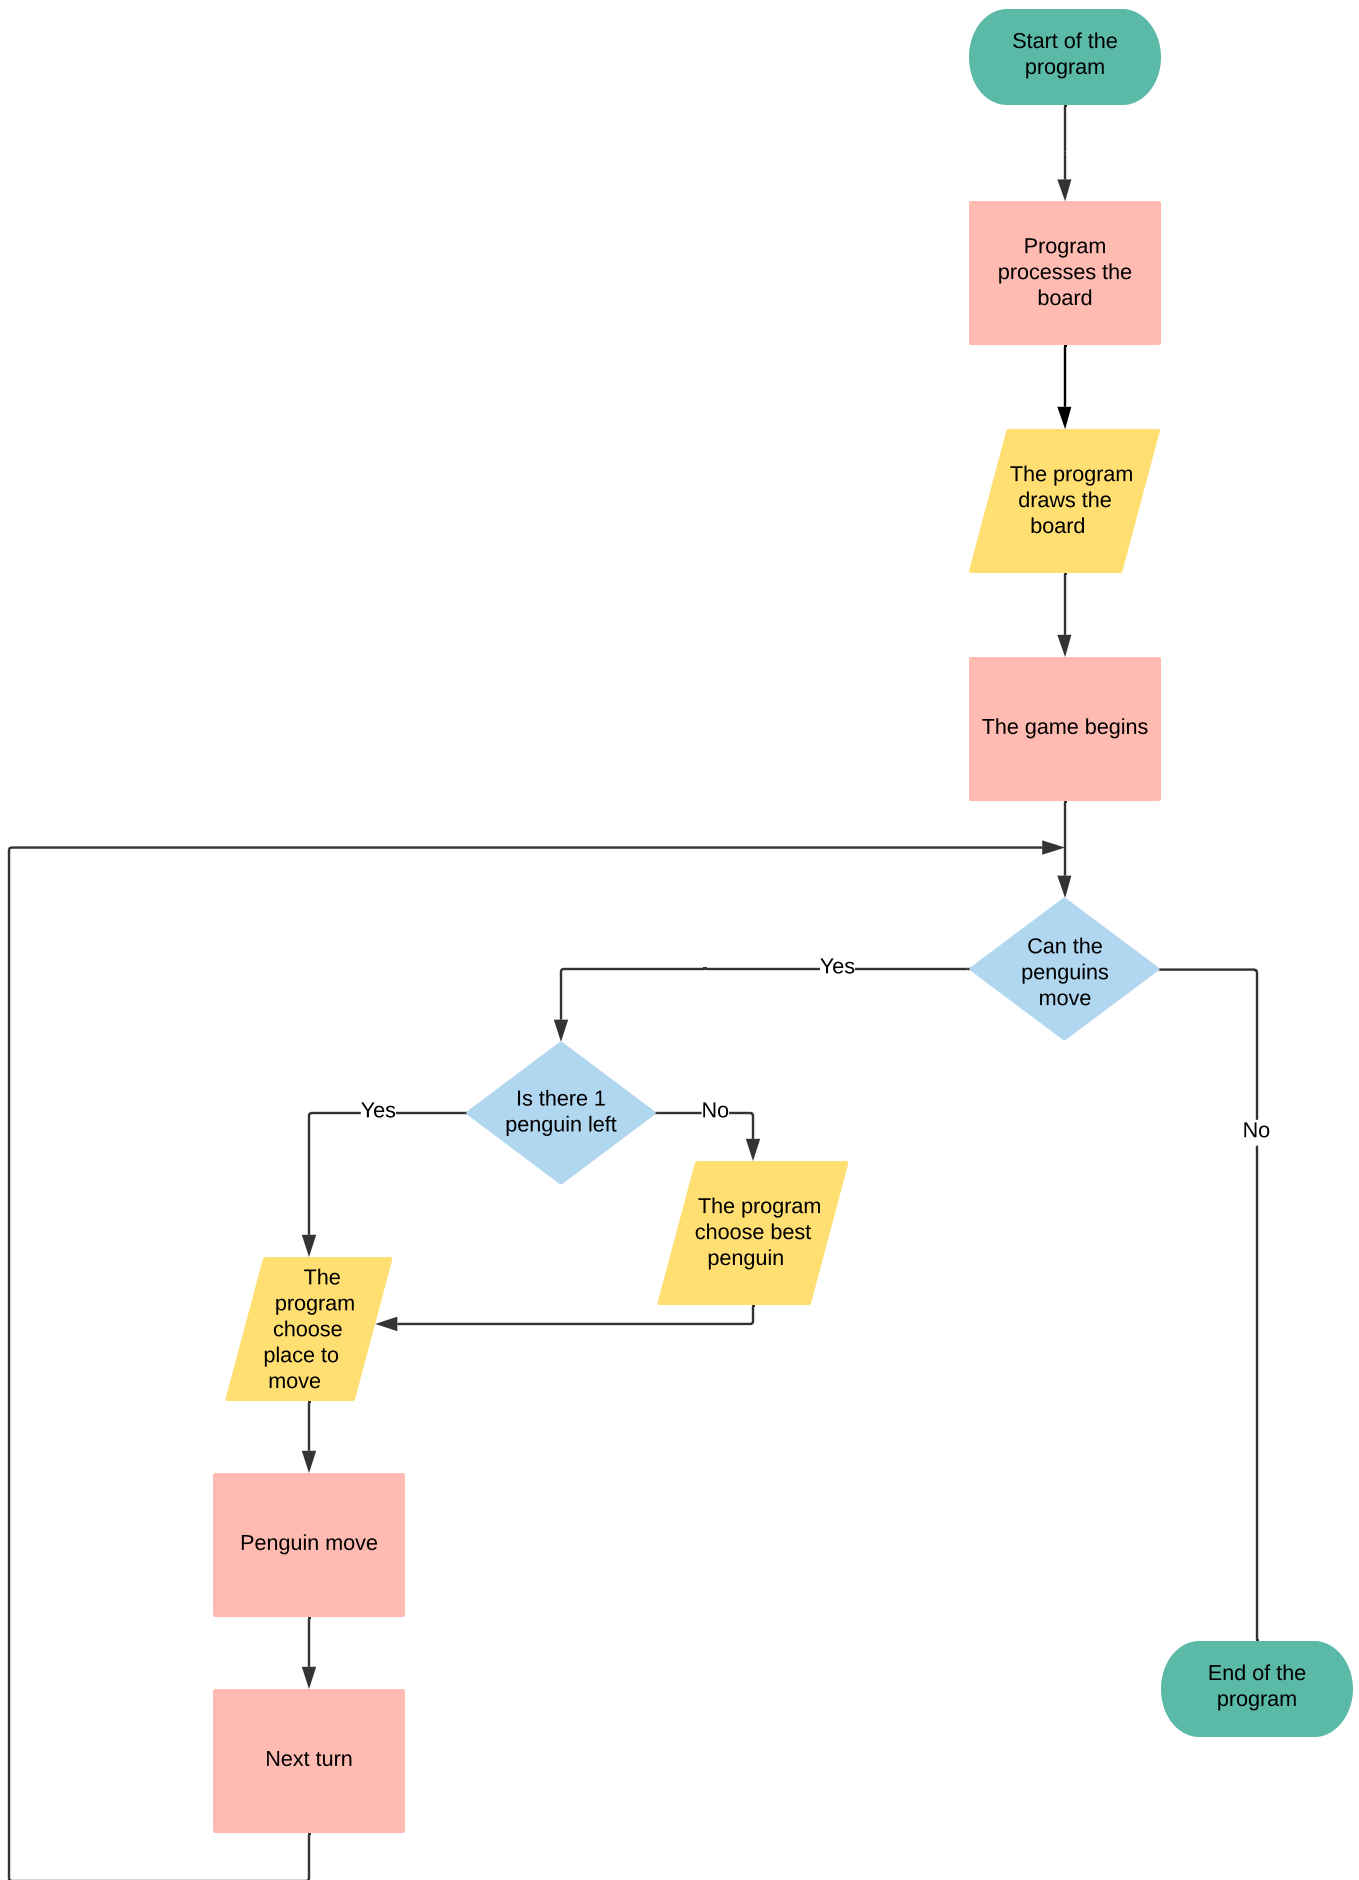 Start of the
program
Program
processes the
board
The program
draws the
board
The game begins
Can the
penguins
move
Yes
No
Is there 1
penguin left
Yes
No
The program
choose best
penguin
The
program
choose
place to
move
Penguin move
Next turn
End of the
program